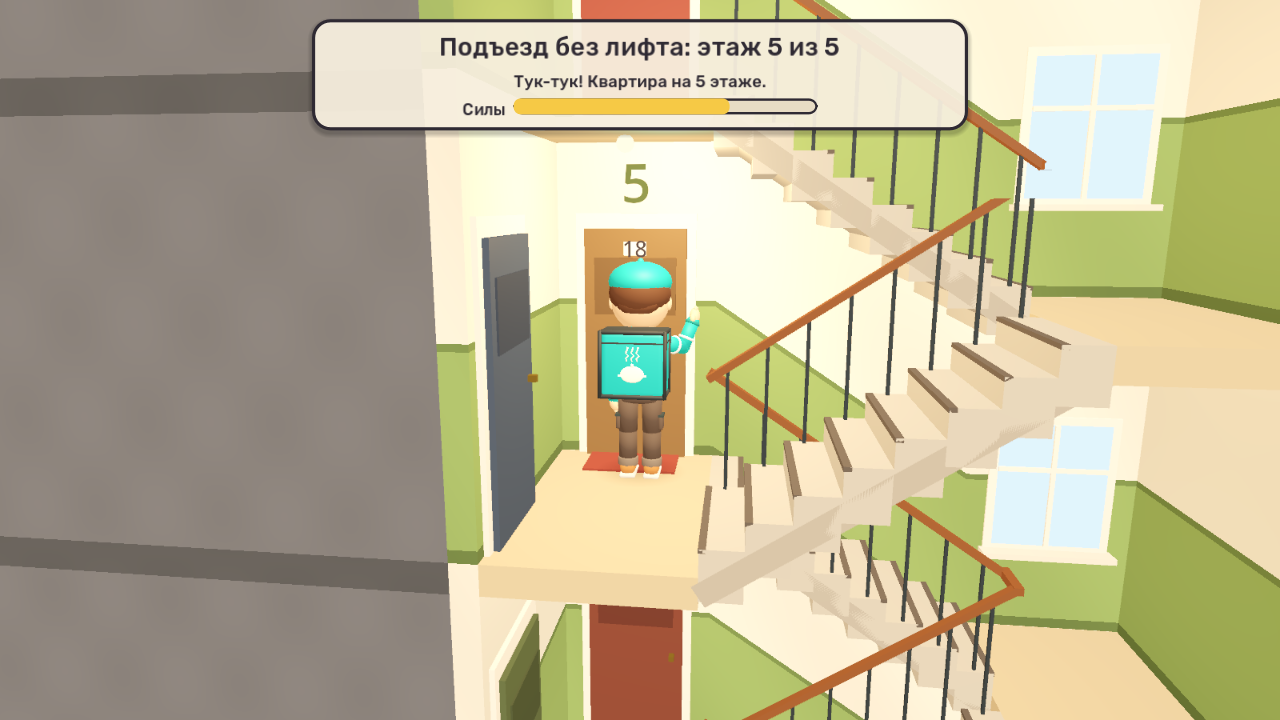 Подъезд без лифта: этаж 5 из 5
Тук-тук! Квартира на 5 этаже.
Силы
5
18